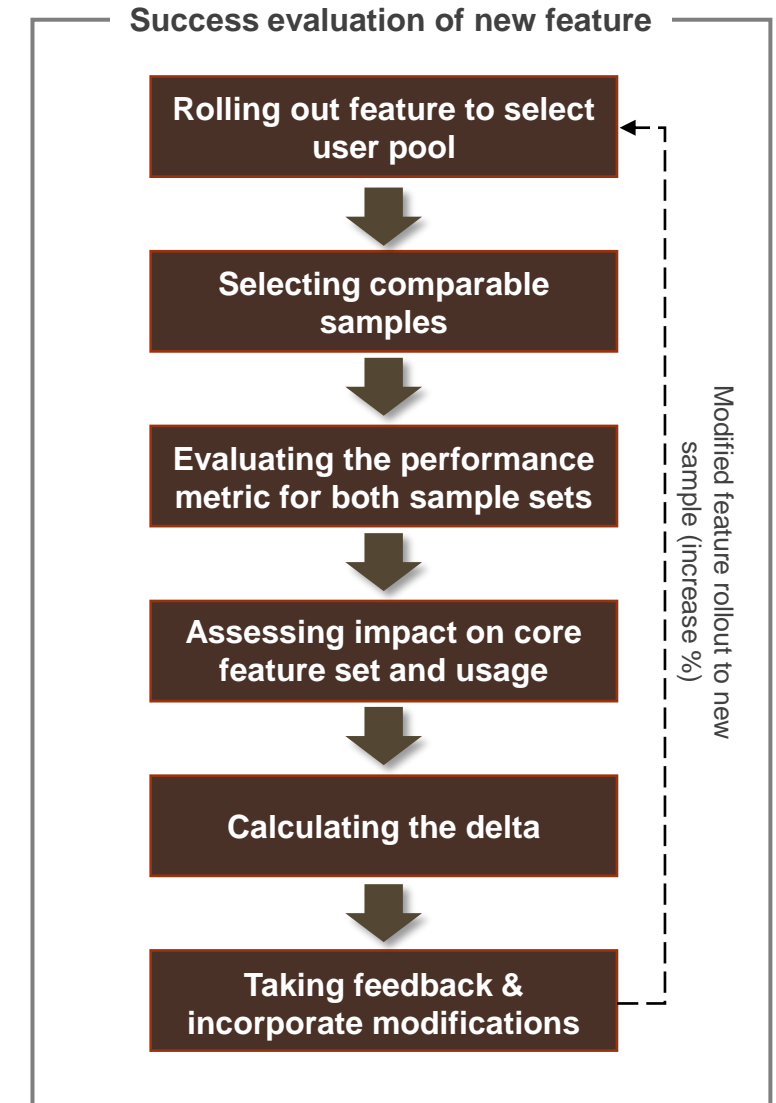 Success evaluation of new feature
Rolling out feature to select
user pool
Selecting comparable
samples
Evaluating the performance
metric for both sample sets
Assessing impact on core
feature set and usage
Calculating the delta
Taking feedback &
incorporate modifications
Modified feature rollout to new
sample (increase %)